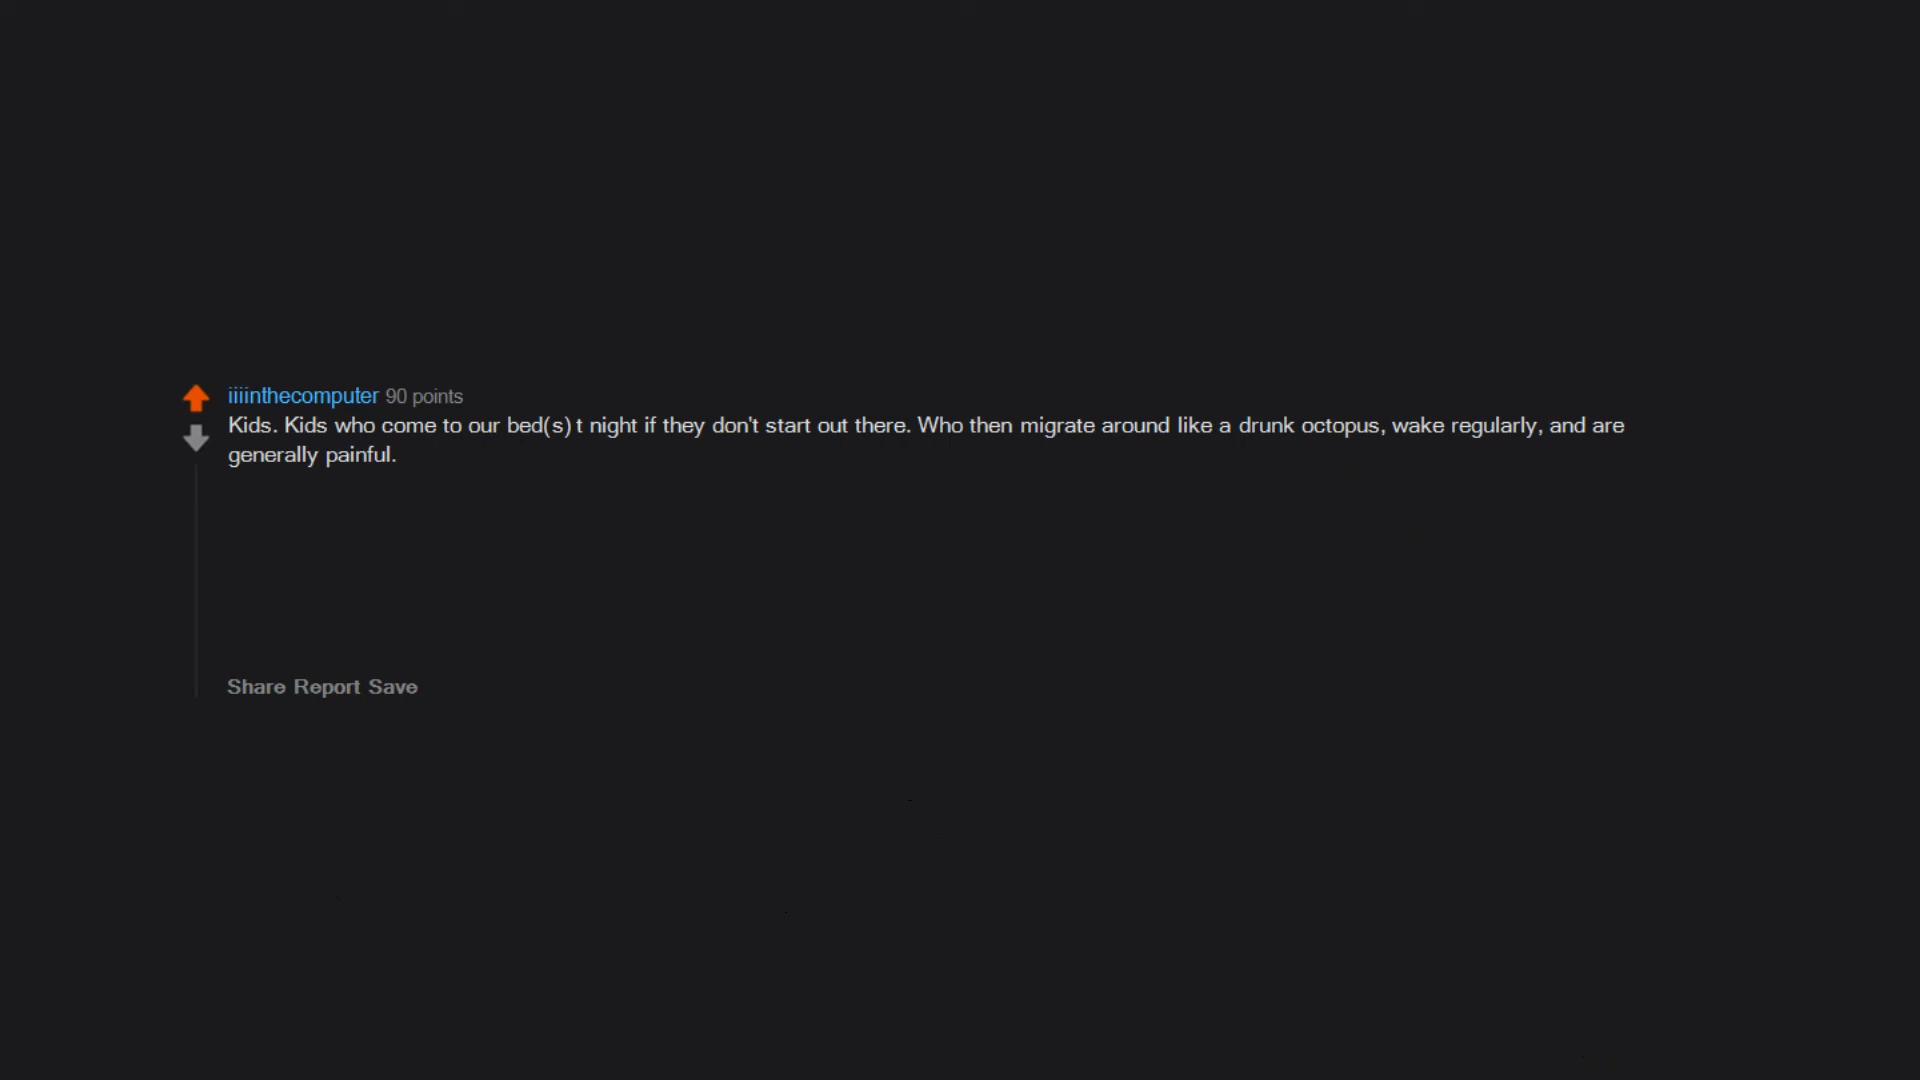 iiiinthecomputer 90 points
Kids. Kids who come to our bed(s) t night if they don't start out there. Who then migrate around like a drunk octopus, wake regularly, and are
generally painful.
Share Report Save